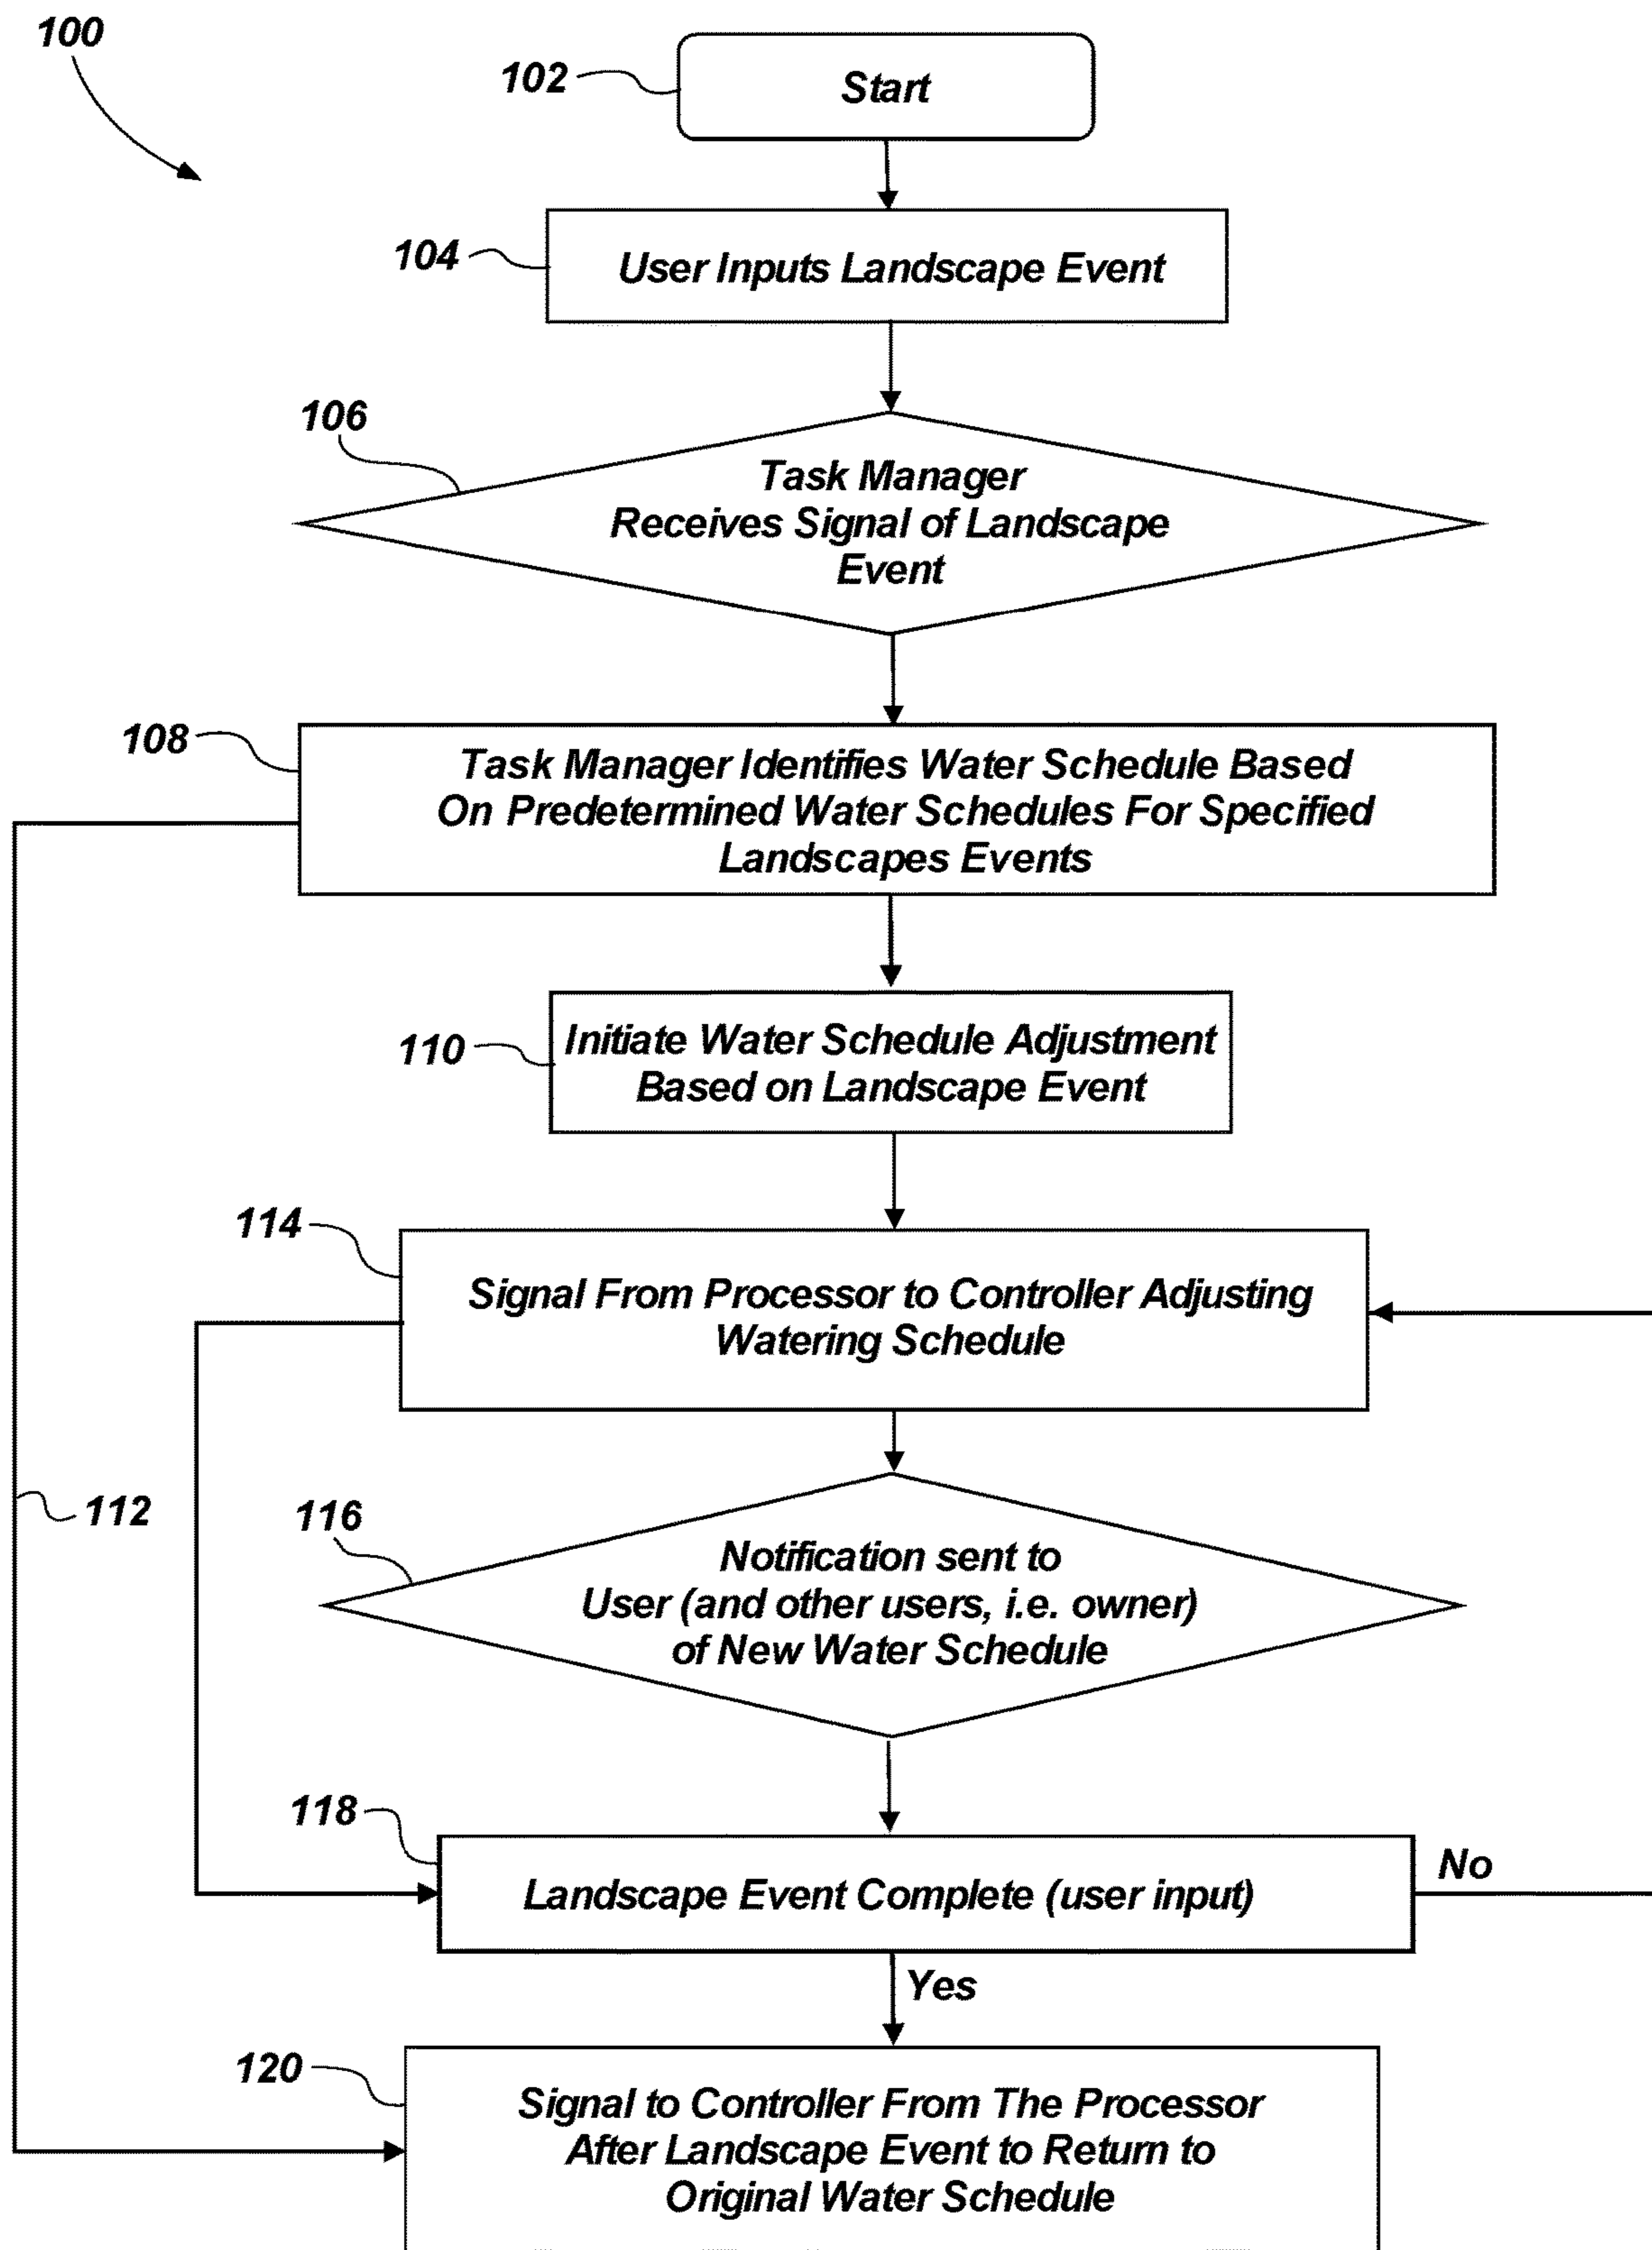 100
102
Start
104
User Inputs Landscape Event
106
Task Manager
Receives Signal of Landscape
Event
108
Task Manager Identifies Water Schedule Based
On Predetermined Water Schedules For Specified
Landscapes Events
110
Initiate Water Schedule Adjustment
Based on Landscape Event
114
Signal From Processor to Controller Adjusting
Watering Schedule
112
116
Notification sent to
User (and other users, i.e. owner)
of New Water Schedule
118
Landscape Event Complete (user input)
No
Yes
120
Signal to Controller From The Processor
After Landscape Event to Return to
Original Water Schedule